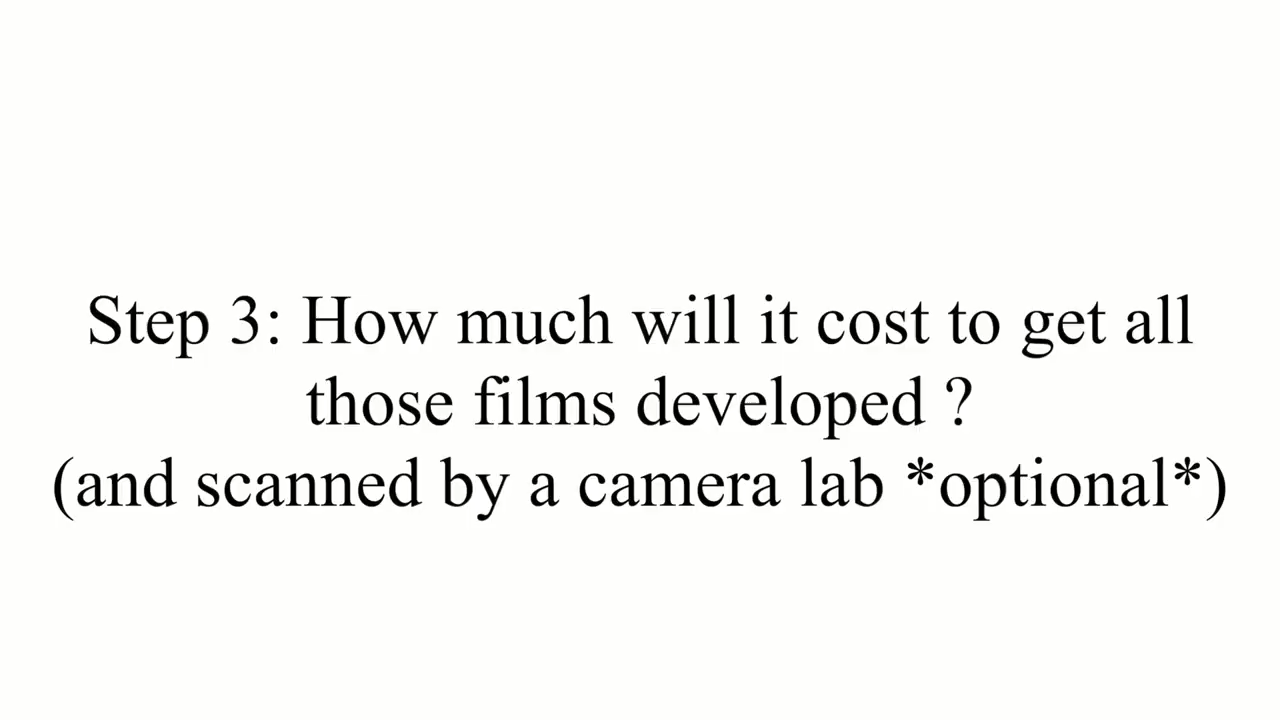 Step 3: How much will it cost to get all
those films developed ?
(and scanned by a camera lab *optional*)